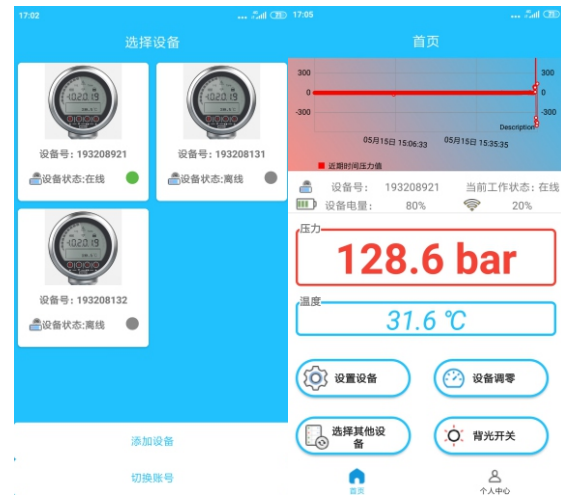 17:02
选择设备
设备号: 193208921
设备状态:在线
设备号: 193208131
设备状态:离线
设备号: 193208132
设备状态:离线
添加设备
切换账号
17:05
首页
300
300
0
0
-300
-300
Description
05月15日 15:06:33
05月15日 15:35:35
近期时间压力值
设备号: 193208921 当前工作状态: 在线
设备电量: 80% 20%
压力
128.6 bar
温度
31.6 ℃
设置设备
设备调零
选择其他设
备
背光开关
首页
个人中心